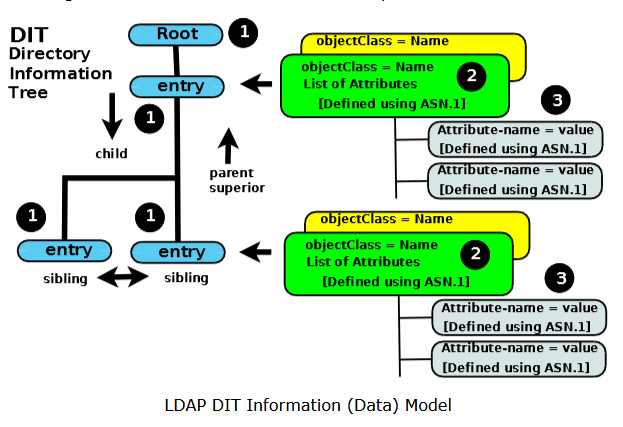 DIT
Directory
Information
Tree
Root
1
entry
1
child
parent
superior
1
1
entry
entry
sibling
sibling
objectClass = Name
objectClass = Name
List of Attributes
[Defined using ASN.1]
2
3
Attribute-name = value
[Defined using ASN.1]
Attribute-name = value
[Defined using ASN.1]
objectClass = Name
objectClass = Name
List of Attributes
[Defined using ASN.1]
2
3
Attribute-name = value
[Defined using ASN.1]
Attribute-name = value
[Defined using ASN.1]
LDAP DIT Information (Data) Model